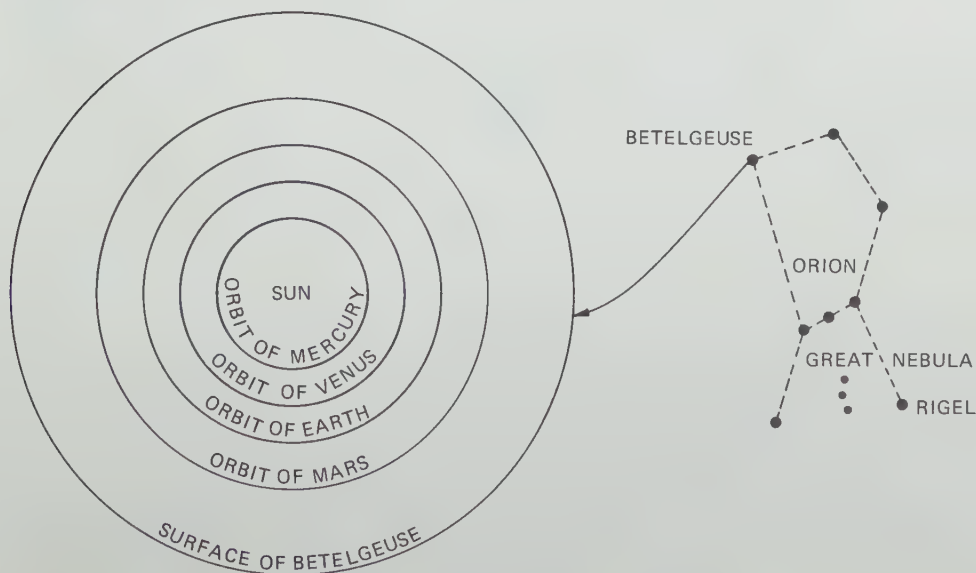 SUN
ORBIT OF MERCURY
ORBIT OF VENUS
ORBIT OF EARTH
ORBIT OF MARS
SURFACE OF BETELGEUSE
BETELGEUSE
ORION
GREAT NEBULA
RIGEL